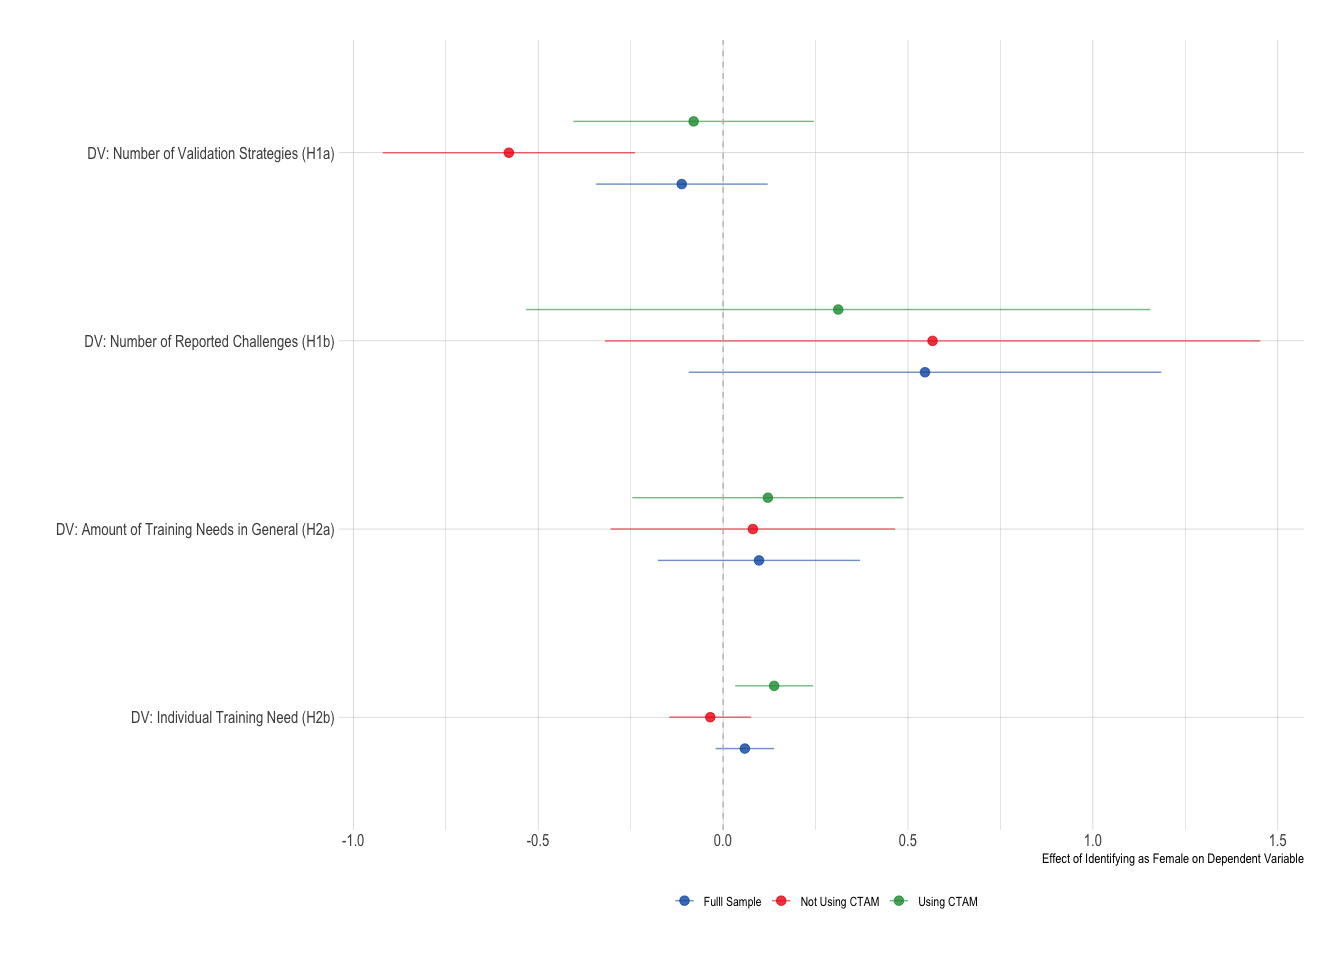 DV: Number of Validation Strategies (H1a)
DV: Number of Reported Challenges (H1b)
DV: Amount of Training Needs in General (H2a)
DV: Individual Training Need (H2b)
-1.0 -0.5 0.0 0.5 1.0 1.5
Effect of Identifying as Female on Dependent Variable
Fulll Sample Not Using CTAM Using CTAM